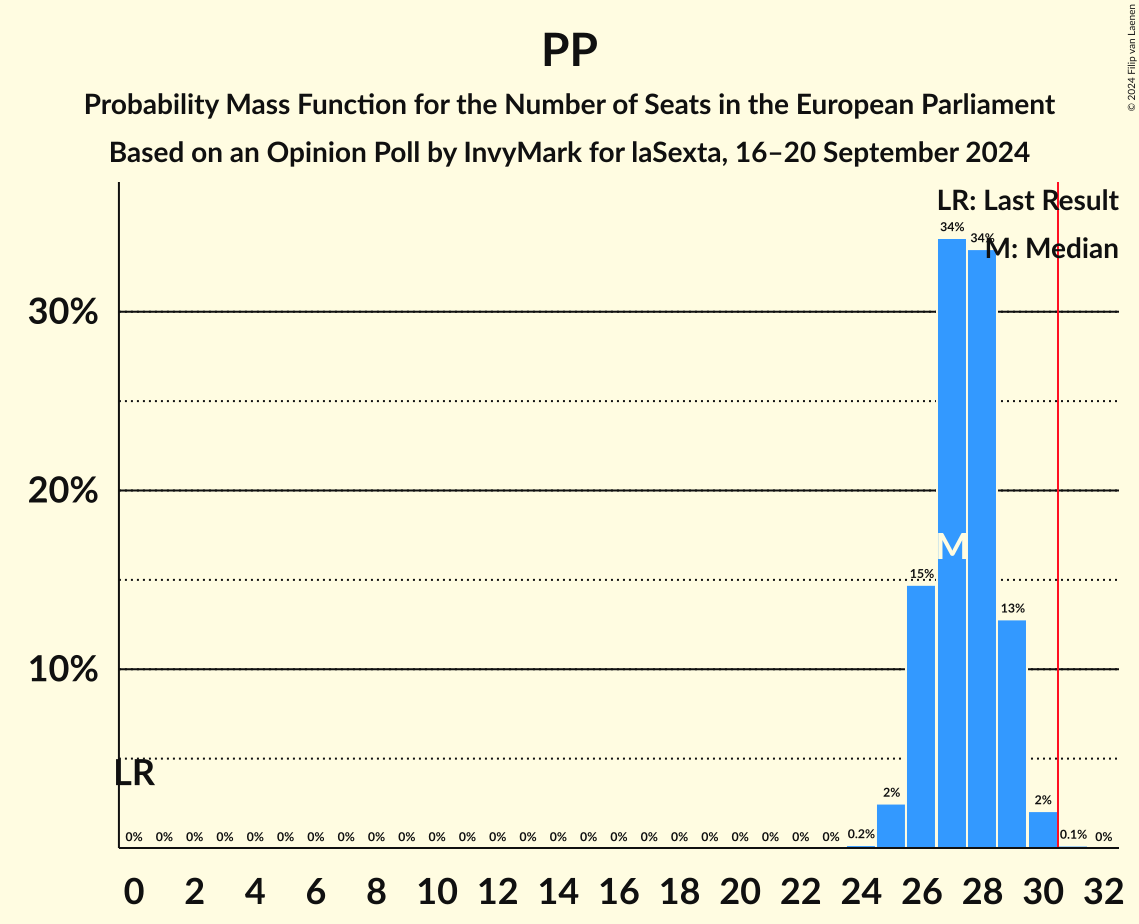 PP
Probability Mass Function for the Number of Seats in the European Parliament
Based on an Opinion Poll by InvyMark for laSexta, 16–20 September 2024
© 2024 Filip van Laenen
LR: Last Result
M: Median
30%
20%
10%
34%
34%
M
15%
13%
LR
2%
2%
0% 0% 0% 0% 0% 0% 0% 0% 0% 0% 0% 0% 0% 0% 0% 0% 0% 0% 0% 0% 0% 0% 0% 0% 0.2% 0.1% 0%
0 2 4 6 8 10 12 14 16 18 20 22 24 26 28 30 32